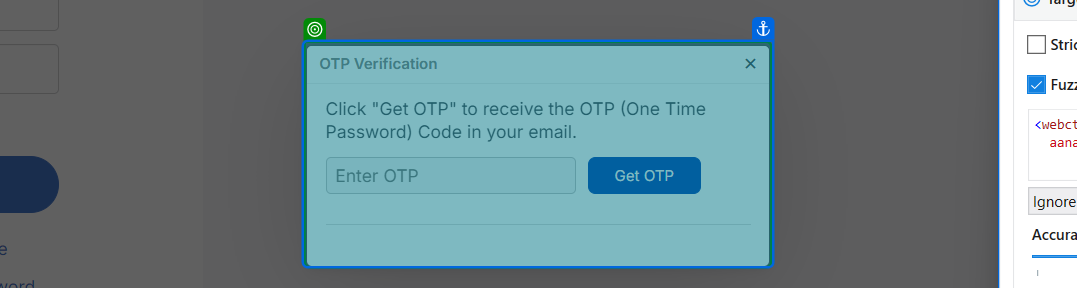 Targe
Stric
OTP Verification
Fuzz
Click "Get OTP" to receive the OTP (One Time
Password) Code in your email.
<webct
aana
Enter OTP
Get OTP
Ignore
Accura
e
word